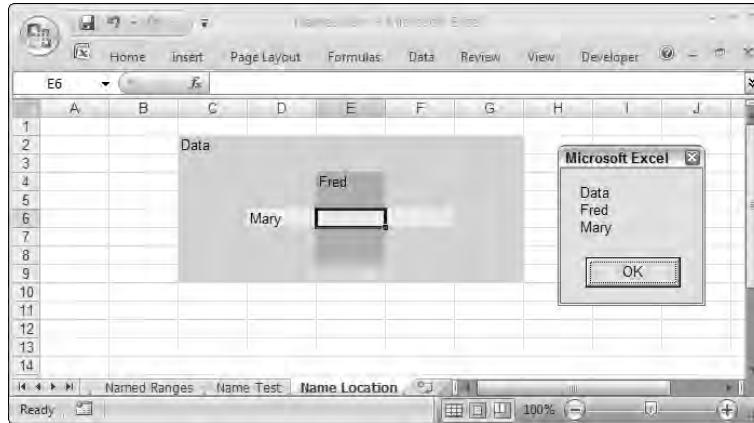 Home Insert Page Layout Formulas Data Review View Developer
E6 fx
A B C D E F G H I J
1
2 Data
3
4 Fred
5
6 Mary
7
8
9
10
11
12
13
14
Microsoft Excel
Data
Fred
Mary
OK
Named Ranges Name Test Name Location
Ready 100%